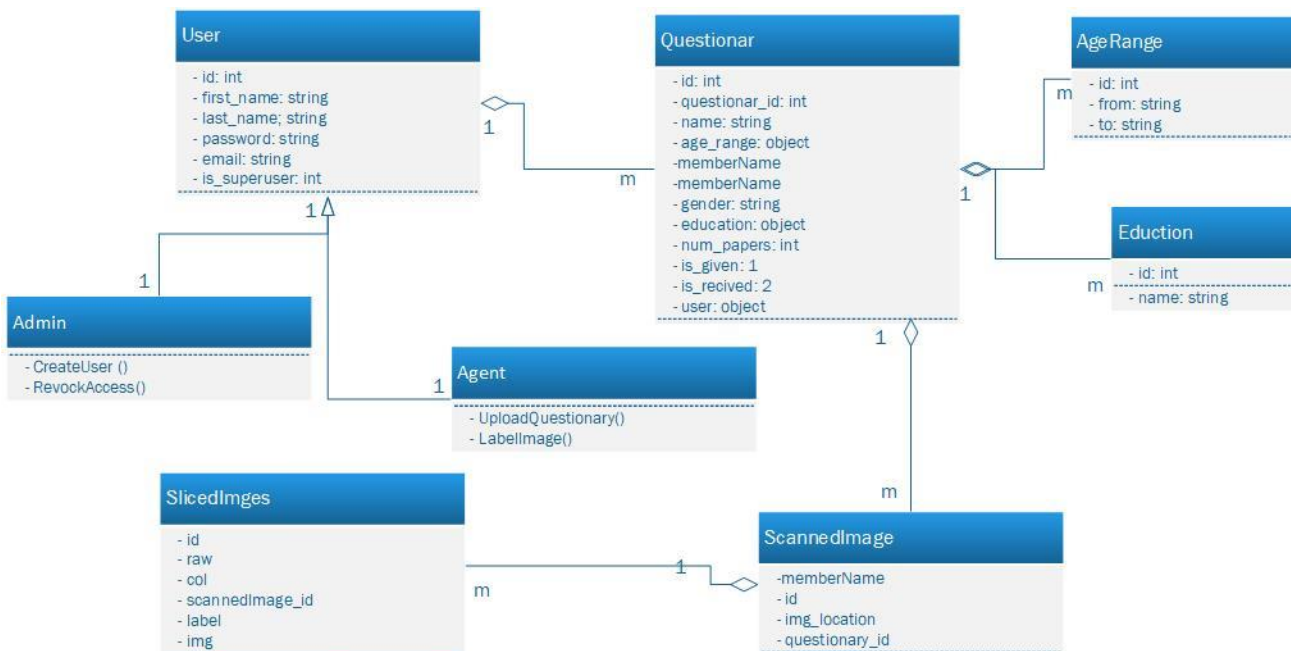 User
- id: int
- first_name: string
- last_name; string
- password: string
- email: string
- is_superuser: int
1
m
1
Questionar
- id: int
- questionar_id: int
- name: string
- age_range: object
-memberName
-memberName
- gender: string
- education: object
- num_papers: int
- is_given: 1
- is_recived: 2
- user: object
1
m
m
1
AgeRange
- id: int
- from: string
- to: string
Eduction
- id: int
- name: string
1
Admin
- CreateUser ()
- RevockAccess()
1
Agent
- UploadQuestionary()
- LabelImage()
m
SlicedImges
- id
- raw
- col
- scannedImage_id
- label
- img
m
1
ScannedImage
-memberName
- id
- img_location
- questionary_id